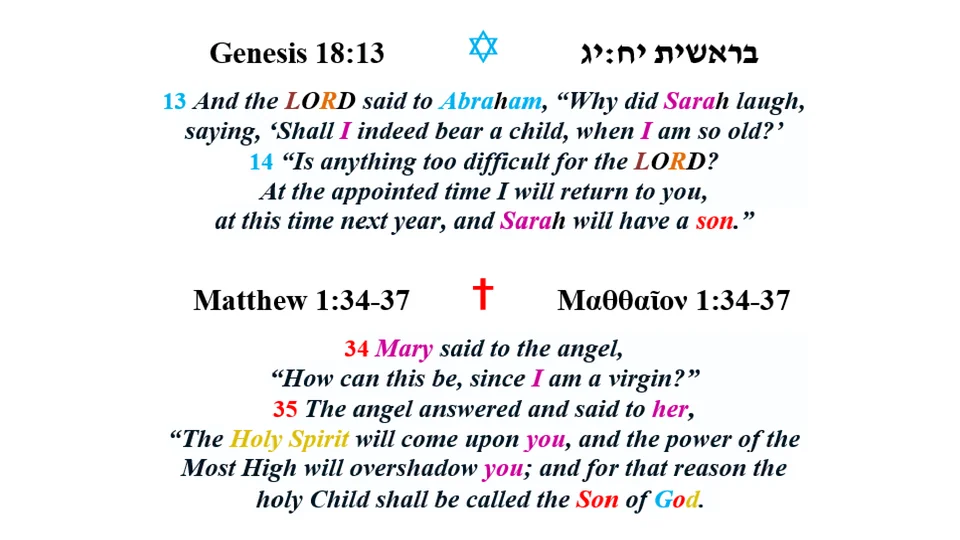 Genesis 18:13 ✡ בראשית יח:יג
13 And the LORD said to Abraham, “Why did Sarah laugh,
saying, ‘Shall I indeed bear a child, when I am so old?’
14 “Is anything too difficult for the LORD?
At the appointed time I will return to you,
at this time next year, and Sarah will have a son.”
Matthew 1:34-37 ✝ Μαθθαῖον 1:34-37
34 Mary said to the angel,
“How can this be, since I am a virgin?”
35 The angel answered and said to her,
“The Holy Spirit will come upon you, and the power of the
Most High will overshadow you; and for that reason the
holy Child shall be called the Son of God.